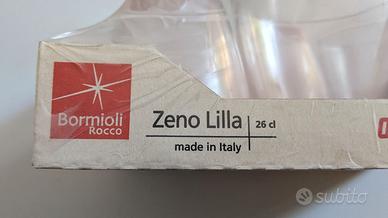 Bormioli
Rocco
Zeno Lilla
26 cl
made in Italy
subito